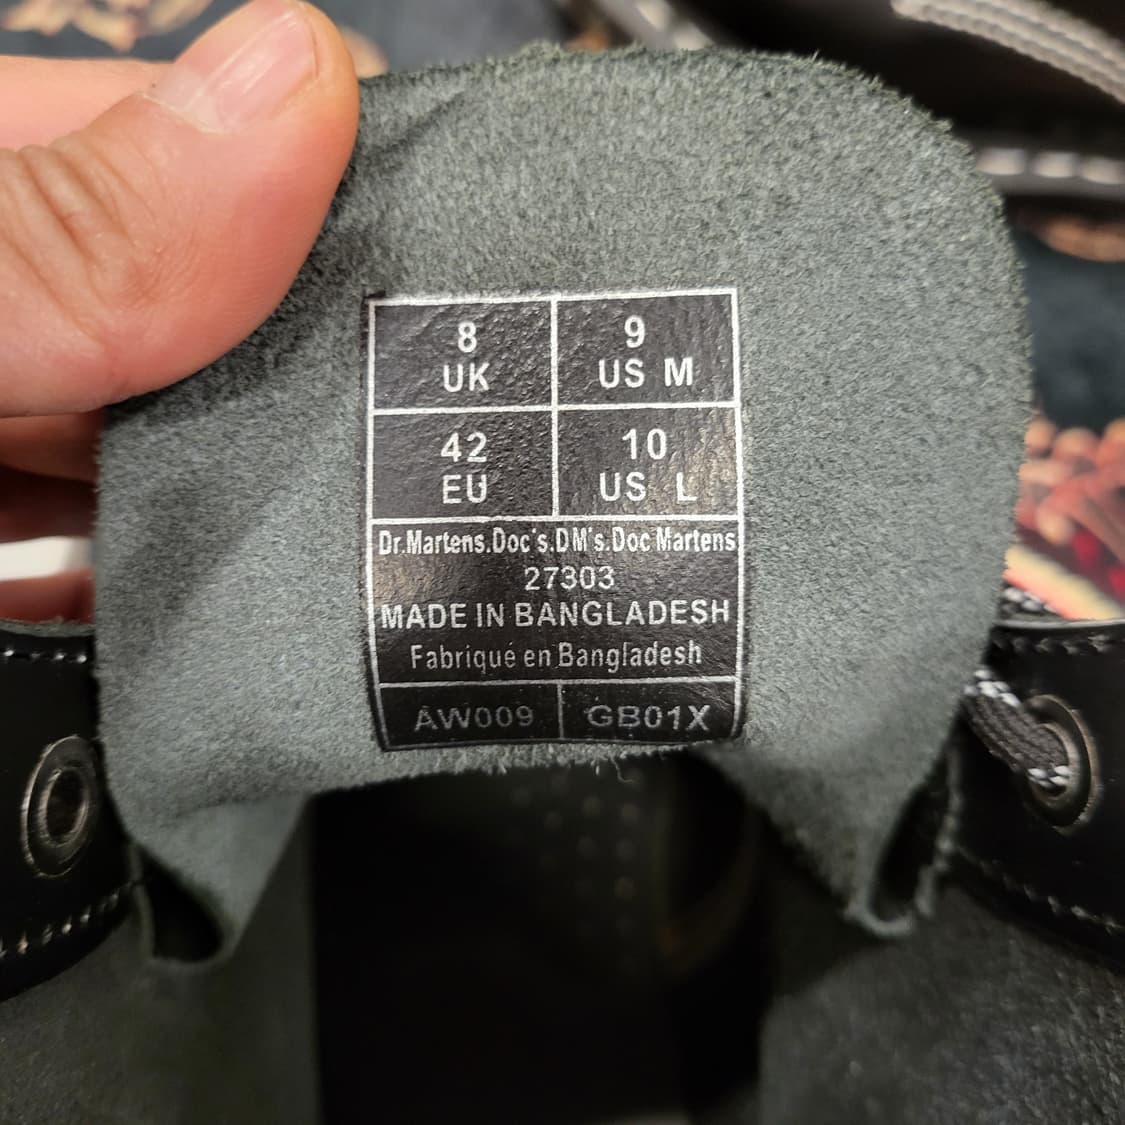 8 9
UK US M
42 10
EU US L
Dr.Martens.Doc's.DM's.Doc Martens
27303
MADE IN BANGLADESH
Fabriqué en Bangladesh
AW009 GB01X